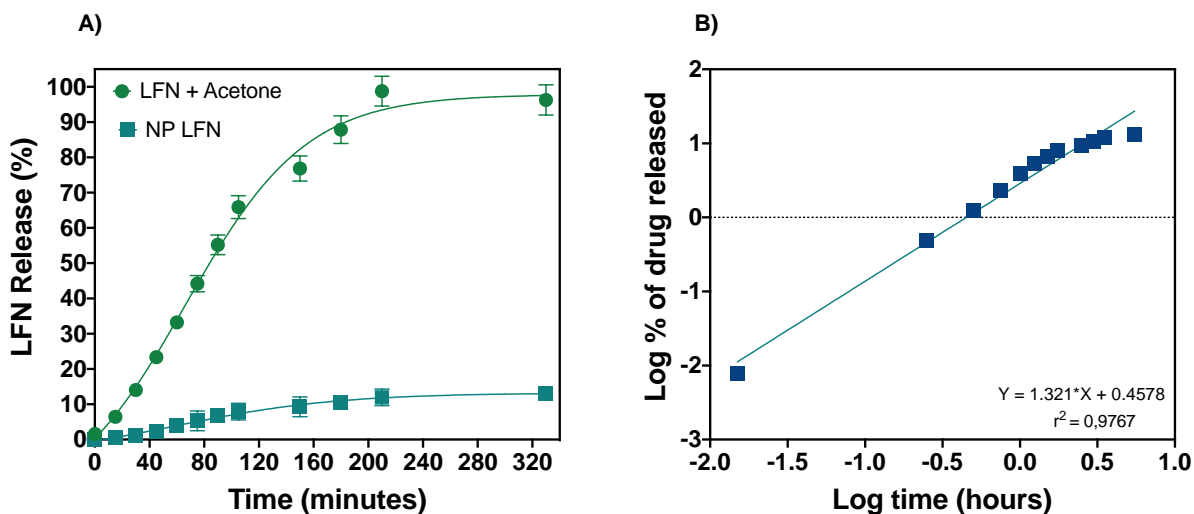 A)
LFN Release (%)
100
90
80
70
60
50
40
30
20
10
0
LFN + Acetone
NP LFN
0 40 80 120 160 200 240 280 320
Time (minutes)
B)
Log % of drug released
2
1
0
-1
-2
-3
Y = 1.321*X + 0.4578
r² = 0,9767
-2.0 -1.5 -1.0 -0.5 0.0 0.5 1.0
Log time (hours)